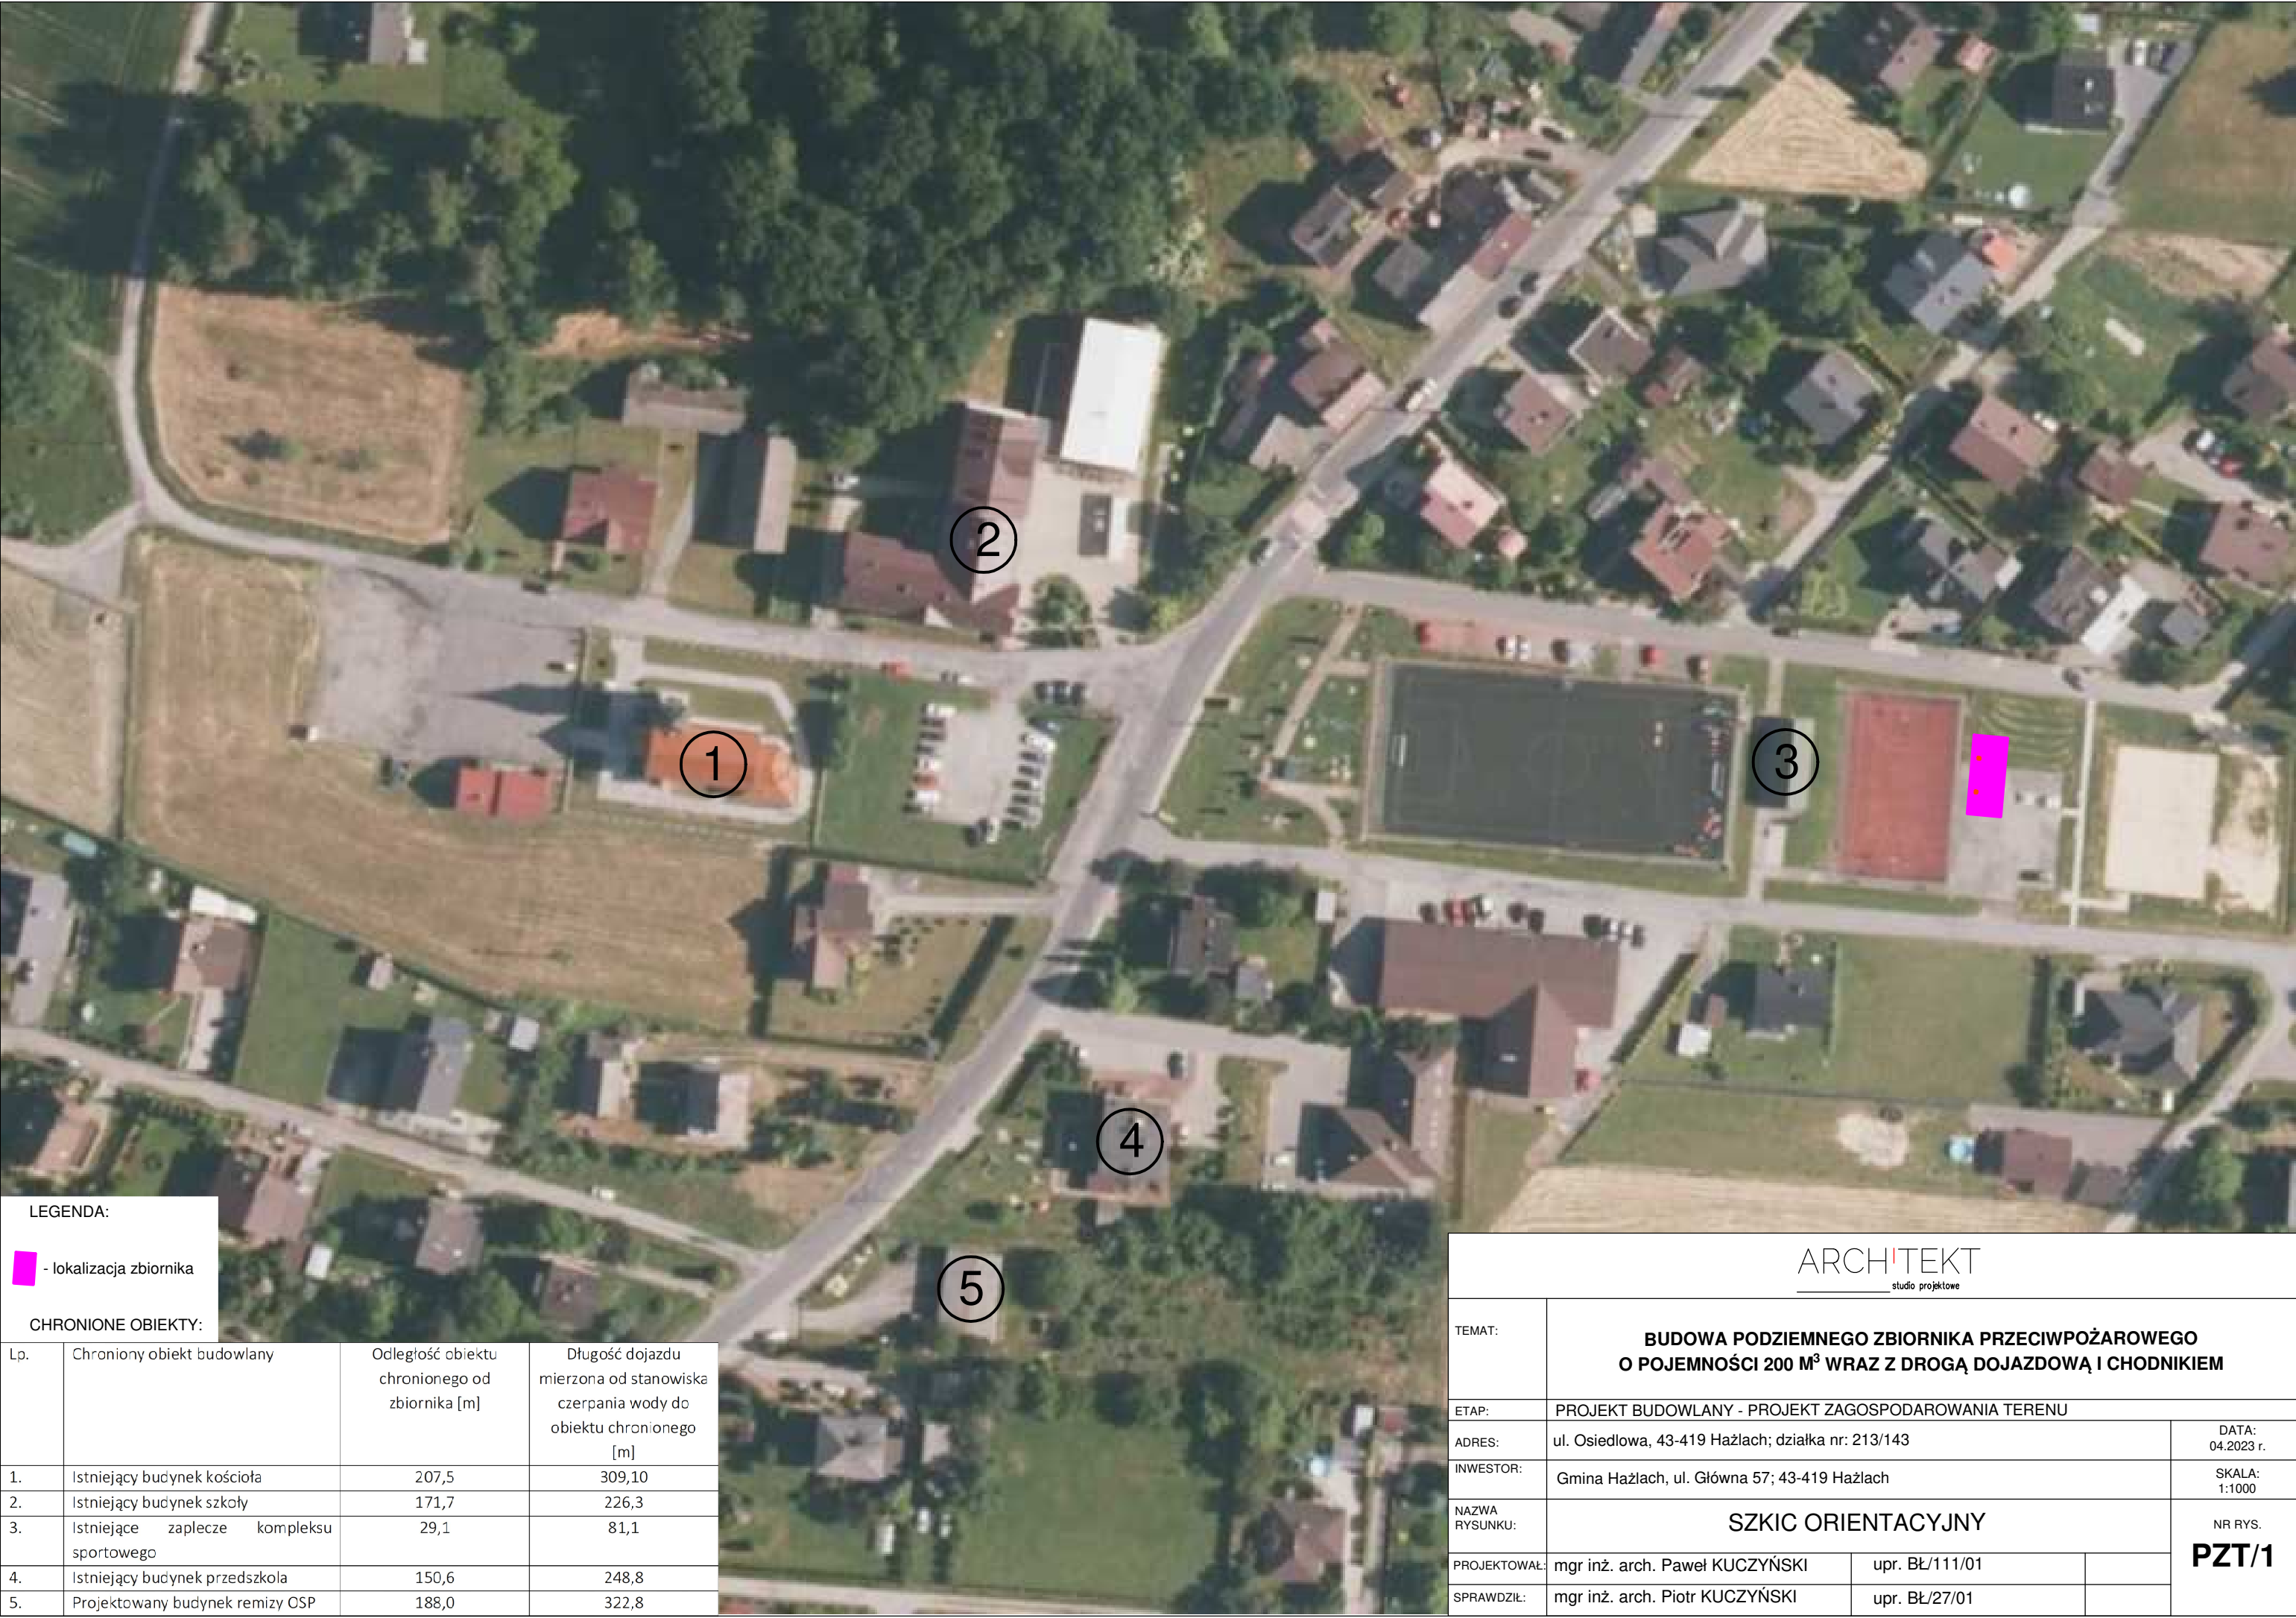 2
1
3
4
5
LEGENDA:
- lokalizacja zbiornika
CHRONIONE OBIEKTY:
Lp. Chroniony obiekt budowlany Odległość obiektu chronionego od zbiornika [m] Długość dojazdu mierzona od stanowiska czerpania wody do obiektu chronionego [m]
1. Istniejący budynek kościoła 207,5 309,10
2. Istniejący budynek szkoły 171,7 226,3
3. Istniejące zaplecze kompleksu sportowego 29,1 81,1
4. Istniejący budynek przedszkola 150,6 248,8
5. Projektowany budynek remizy OSP 188,0 322,8
ARCHITEKT
studio projektowe
TEMAT:
BUDOWA PODZIEMNEGO ZBIORNIKA PRZECIWPOŻAROWEGO
O POJEMNOŚCI 200 M³ WRAZ Z DROGĄ DOJAZDOWĄ I CHODNIKIEM
ETAP: PROJEKT BUDOWLANY - PROJEKT ZAGOSPODAROWANIA TERENU
ADRES: ul. Osiedlowa, 43-419 Hażlach; działka nr: 213/143
DATA:
04.2023 r.
INWESTOR: Gmina Hażlach, ul. Główna 57; 43-419 Hażlach
SKALA:
1:1000
NAZWA
RYSUNKU:
SZKIC ORIENTACYJNY
NR RYS.
PZT/1
PROJEKTOWAŁ: mgr inż. arch. Paweł KUCZYŃSKI upr. BŁ/111/01
SPRAWDZIŁ: mgr inż. arch. Piotr KUCZYŃSKI upr. BŁ/27/01